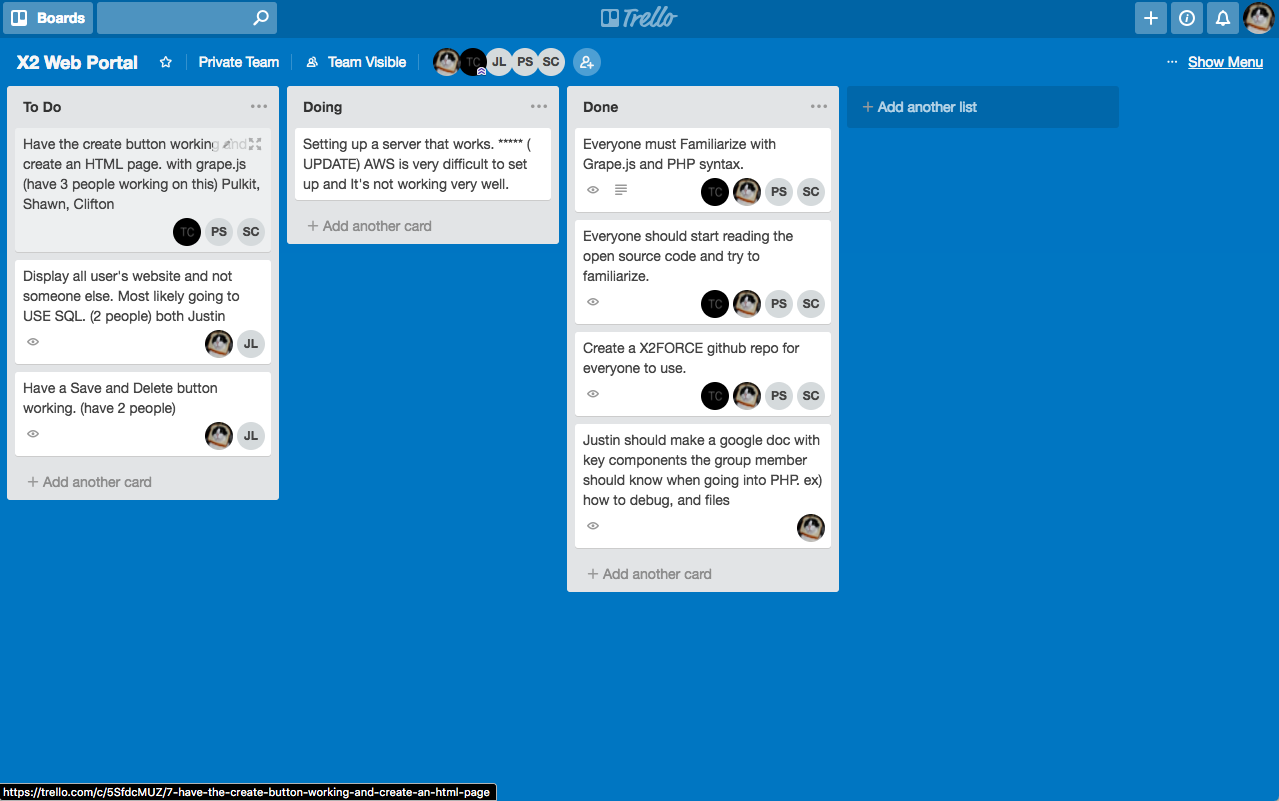 Boards
Trello
X2 Web Portal
Private Team
Team Visible
TC
JL
PS
SC
... Show Menu
To Do
Have the create button working and
create an HTML page. with grape.js
(have 3 people working on this) Pulkit,
Shawn, Clifton
TC PS SC
Display all user's website and not
someone else. Most likely going to
USE SQL. (2 people) both Justin
JL
Have a Save and Delete button
working. (have 2 people)
JL
+ Add another card
Doing
Setting up a server that works. ***** (
UPDATE) AWS is very difficult to set
up and It's not working very well.
+ Add another card
Done
Everyone must Familiarize with
Grape.js and PHP syntax.
TC PS SC
Everyone should start reading the
open source code and try to
familiarize.
TC PS SC
Create a X2FORCE github repo for
everyone to use.
TC PS SC
Justin should make a google doc with
key components the group member
should know when going into PHP. ex)
how to debug, and files
+ Add another card
+ Add another list
https://trello.com/c/5SfdcMUZ/7-have-the-create-button-working-and-create-an-html-page